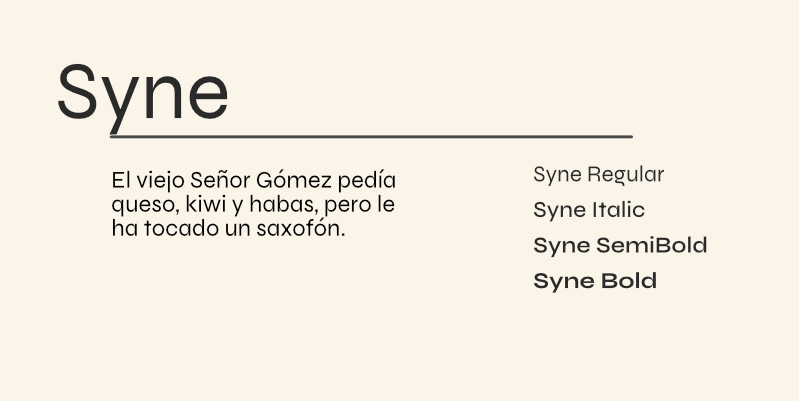 Syne
El viejo Señor Gómez pedía
queso, kiwi y habas, pero le
ha tocado un saxofón.
Syne Regular
Syne Italic
Syne SemiBold
Syne Bold